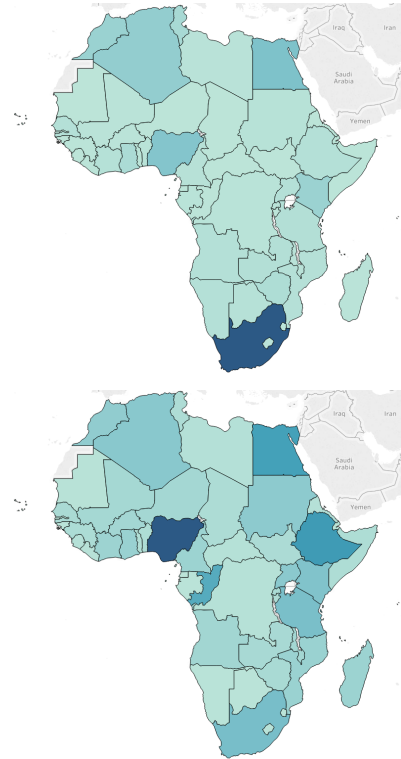 Iraq
Iran
Saudi
Arabia
Yemen
Iraq
Iran
Saudi
Arabia
Yemen